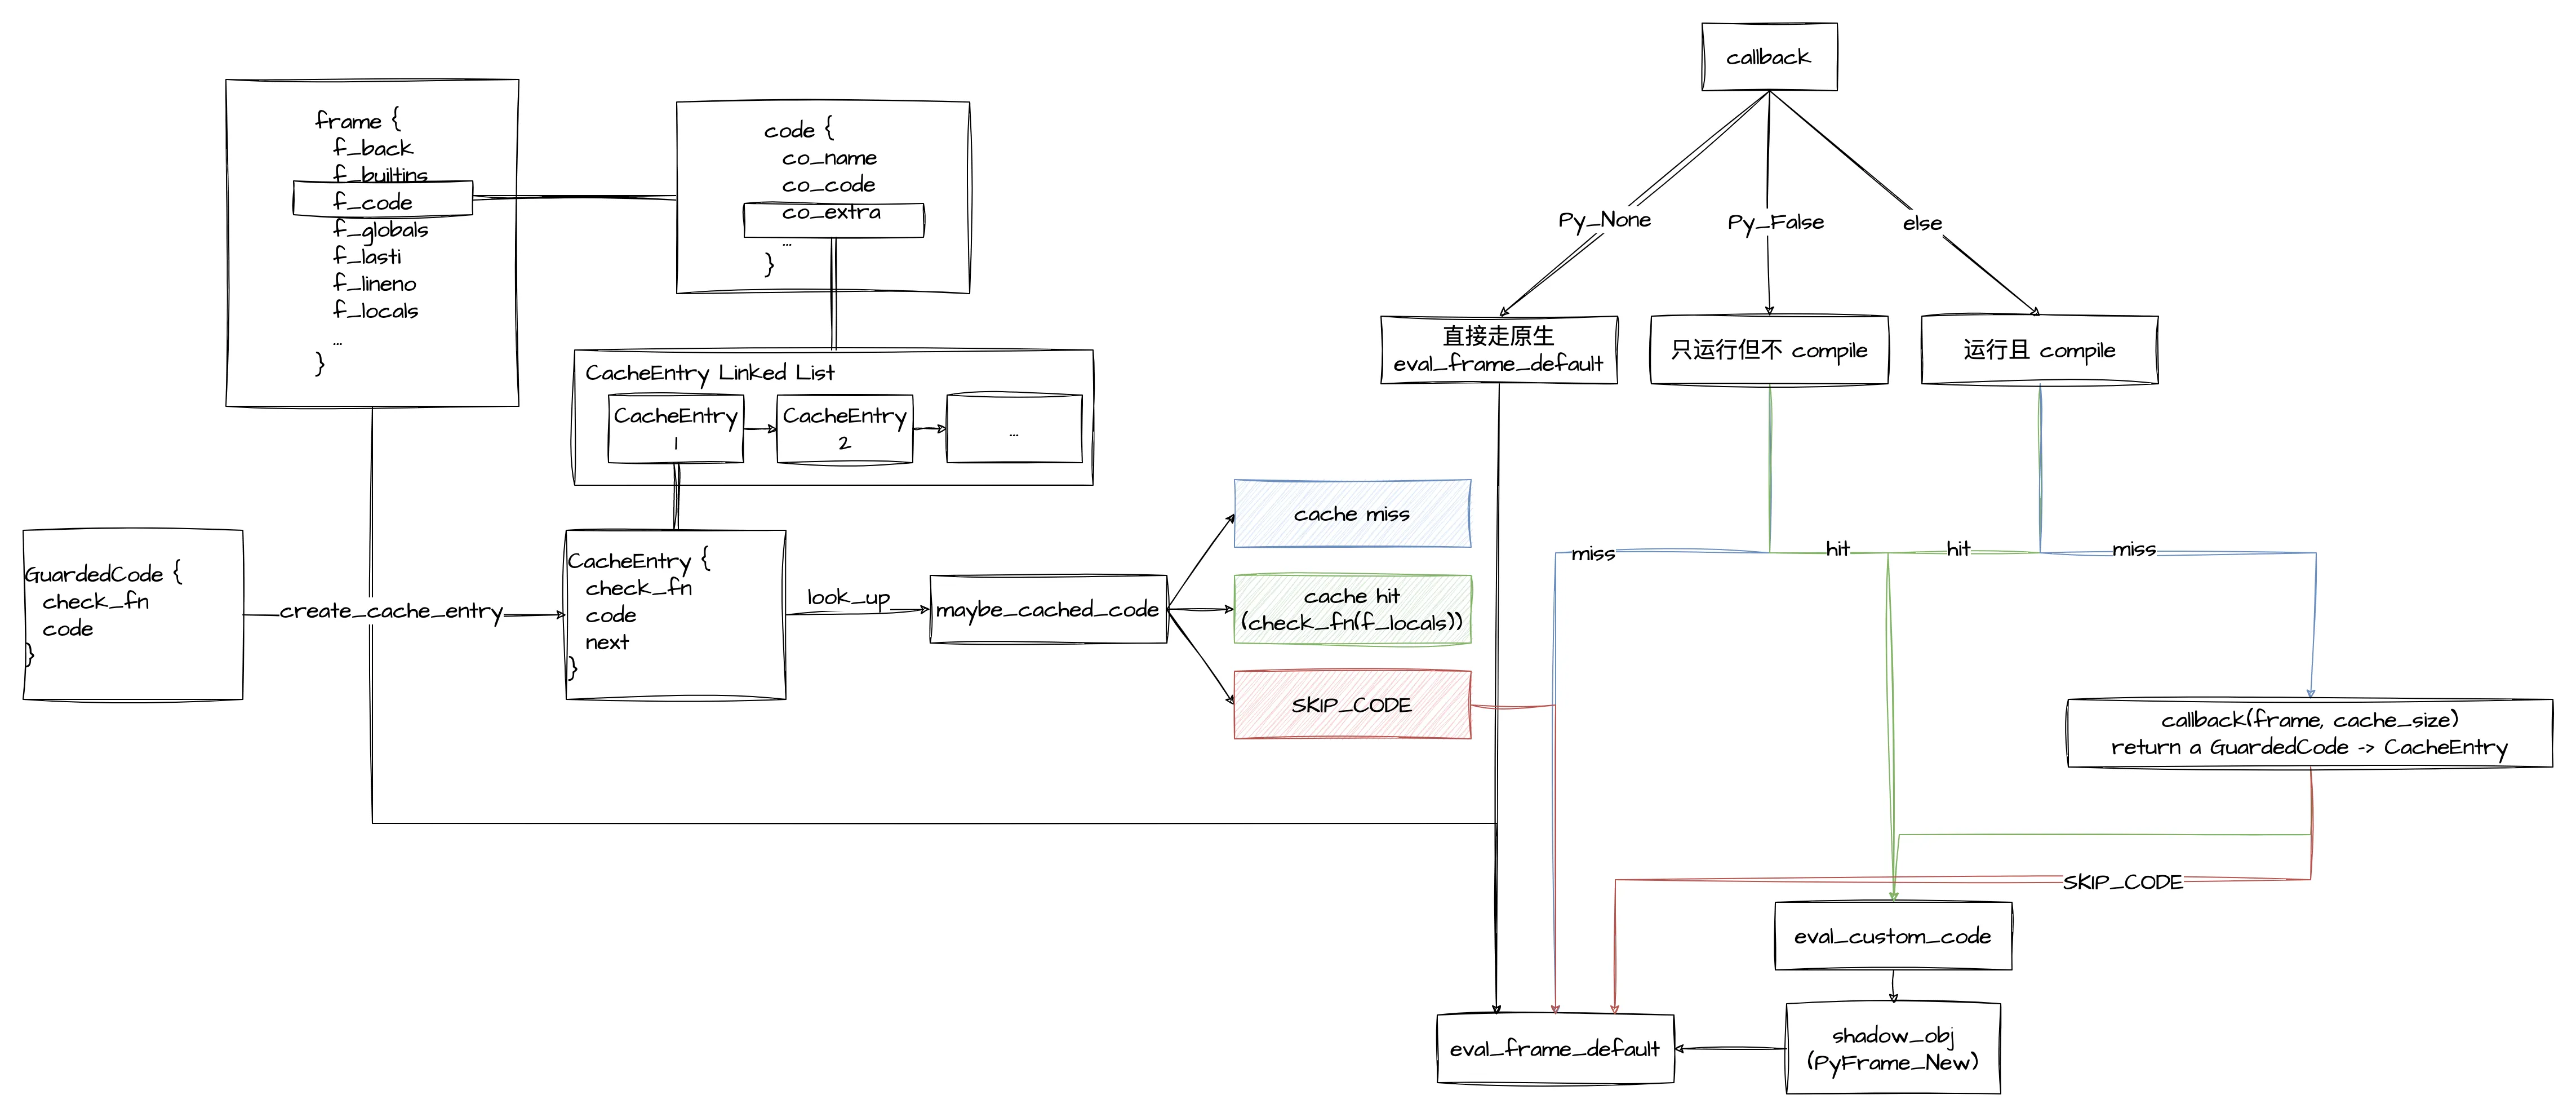 callback
frame {
f_back
f_builtins
f_code
f_globals
f_lasti
f_lineno
f_locals
...
}
code {
co_name
co_code
co_extra
...
}
Py_None
Py_False
else
直接走原生
eval_frame_default
只运行但不 compile
运行且 compile
CacheEntry Linked List
CacheEntry
1
CacheEntry
2
...
GuardedCode {
check_fn
code
}
create_cache_entry
CacheEntry {
check_fn
code
next
}
look_up
maybe_cached_code
cache miss
cache hit
(check_fn(f_locals))
SKIP_CODE
miss
hit
hit
miss
callback(frame, cache_size)
return a GuardedCode -> CacheEntry
SKIP_CODE
eval_custom_code
eval_frame_default
shadow_obj
(PyFrame_New)